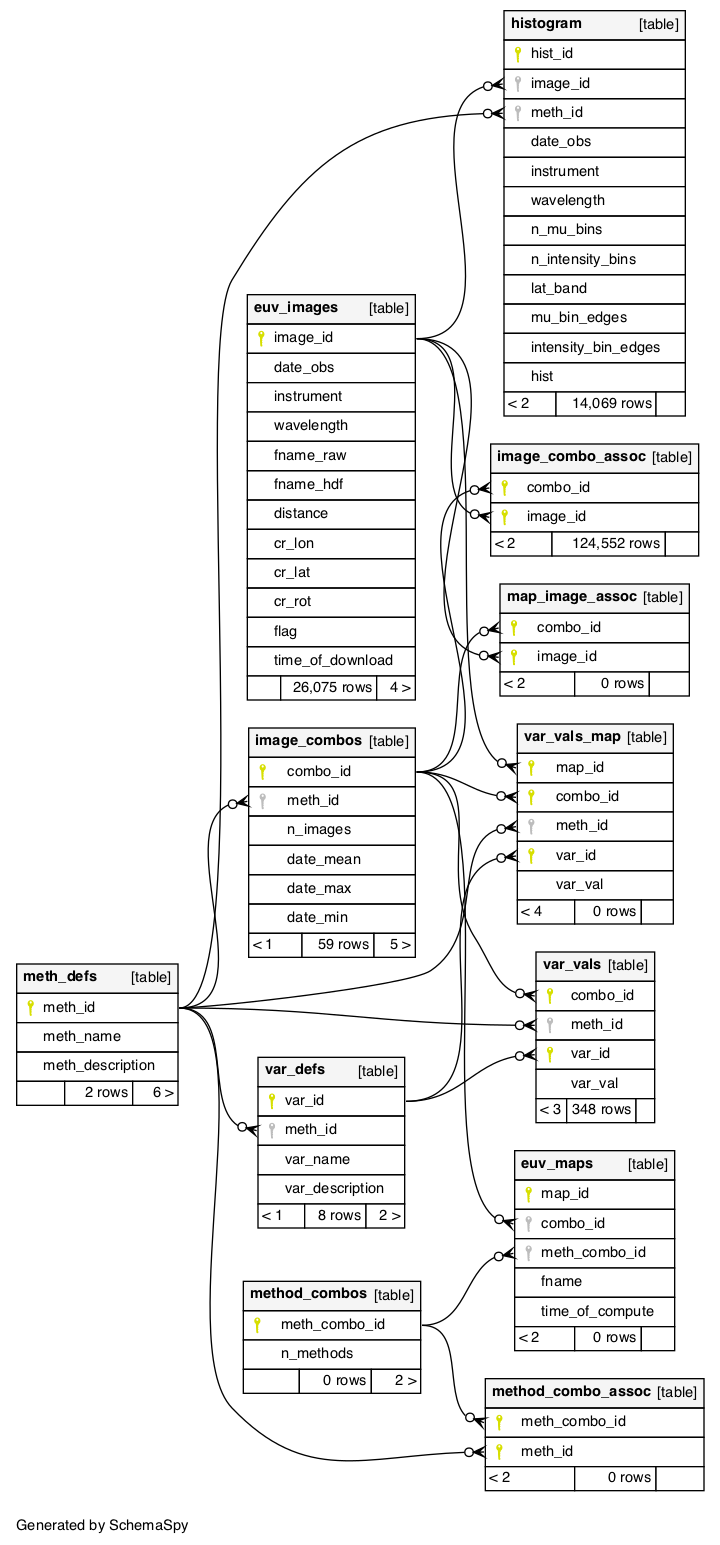 histogram [table]
hist_id
image_id
meth_id
date_obs
instrument
wavelength
n_mu_bins
n_intensity_bins
lat_band
mu_bin_edges
intensity_bin_edges
hist
< 2 14,069 rows
euv_images [table]
image_id
date_obs
instrument
wavelength
fname_raw
fname_hdf
distance
cr_lon
cr_lat
cr_rot
flag
time_of_download
26,075 rows 4 >
image_combo_assoc [table]
combo_id
image_id
< 2 124,552 rows
map_image_assoc [table]
combo_id
image_id
< 2 0 rows
image_combos [table]
combo_id
meth_id
n_images
date_mean
date_max
date_min
< 1 59 rows 5 >
var_vals_map [table]
map_id
combo_id
meth_id
var_id
var_val
< 4 0 rows
meth_defs [table]
meth_id
meth_name
meth_description
2 rows 6 >
var_vals [table]
combo_id
meth_id
var_id
var_val
< 3 348 rows
var_defs [table]
var_id
meth_id
var_name
var_description
< 1 8 rows 2 >
euv_maps [table]
map_id
combo_id
meth_combo_id
fname
time_of_compute
< 2 0 rows
method_combos [table]
meth_combo_id
n_methods
0 rows 2 >
method_combo_assoc [table]
meth_combo_id
meth_id
< 2 0 rows
Generated by SchemaSpy